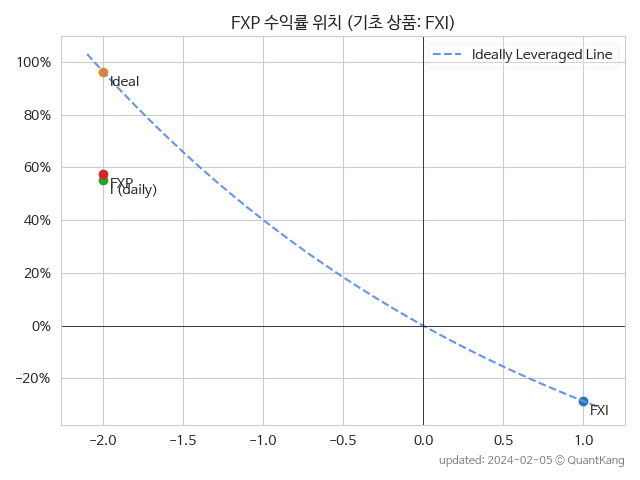 FXP 수익률 위치 (기초 상품: FXI)
Ideally Leveraged Line
100%
80%
60%
40%
20%
0%
−20%
Ideal
FXP
I (daily)
FXI
−2.0 −1.5 −1.0 −0.5 0.0 0.5 1.0
updated: 2024-02-05 © QuantKang